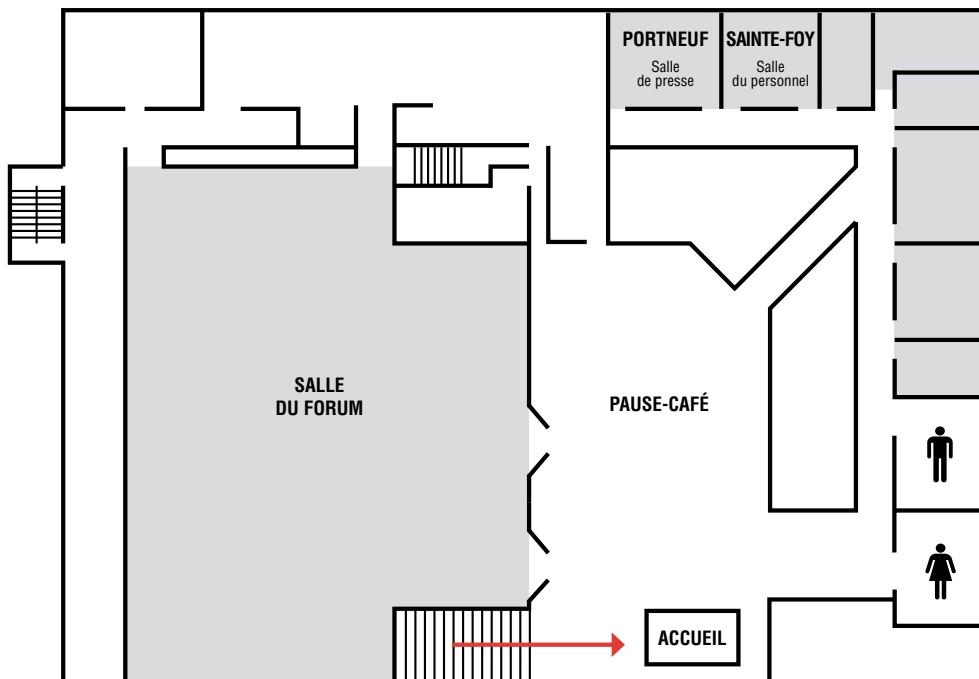 PORTNEUF
Salle
de presse
SAINTE-FOY
Salle
du personnel
SALLE
DU FORUM
PAUSE-CAFÉ
ACCUEIL